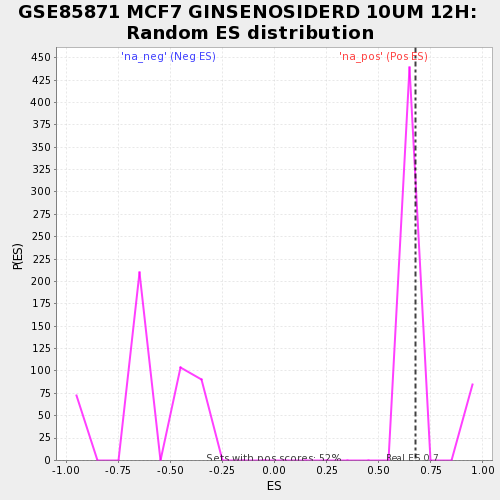 GSE85871 MCF7 GINSENOSIDERD 10UM 12H:
Random ES distribution
'na_neg' (Neg ES) 'na_pos' (Pos ES)
450
425
400
375
350
325
300
275
250
225
200
175
150
125
100
75
50
25
0
P(ES)
Sets with pos scores: 52% Real ES 0.7
-1.00 -0.75 -0.50 -0.25 0.00 0.25 0.50 0.75 1.00
ES